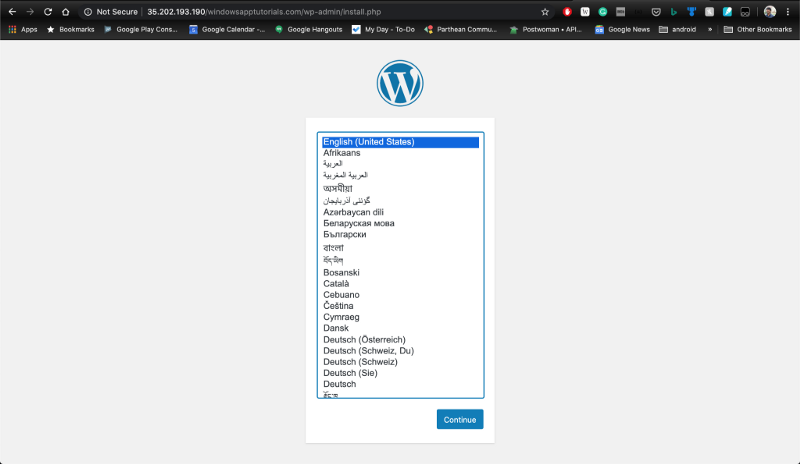 Not Secure | 35.202.193.190/windowsapptutorials.com/wp-admin/install.php
Apps Bookmarks Google Play Cons... Google Calendar -... Google Hangouts My Day - To-Do Parthean Commu... Postwoman • API... Google News android » Other Bookmarks
English (United States)
Afrikaans
العربية
العربية المغربية
অসমীয়া
گؤنئی آذربایجان
Azərbaycan dili
Беларуская мова
Български
বাংলা
བོད་ཡིག
Bosanski
Català
Cebuano
Čeština
Cymraeg
Dansk
Deutsch (Österreich)
Deutsch (Schweiz, Du)
Deutsch (Schweiz)
Deutsch (Sie)
Deutsch
Continue